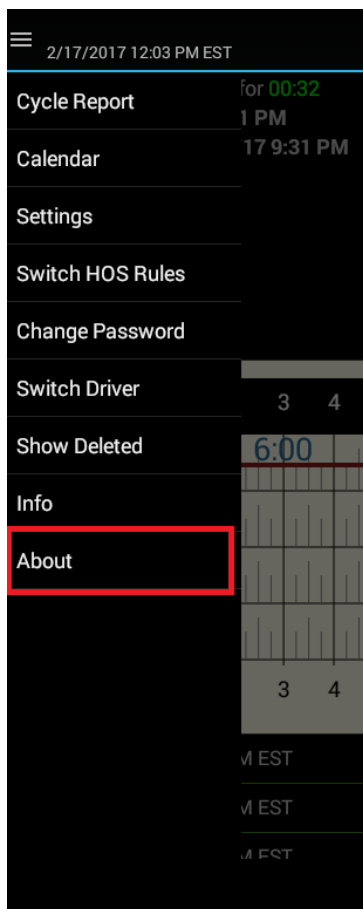 2/17/2017 12:03 PM EST
for 00:32
Cycle Report
1 PM
17 9:31 PM
Calendar
Settings
Switch HOS Rules
Change Password
Switch Driver
3 4
Show Deleted
6:00
Info
About
3 4
M EST
M EST
M EST